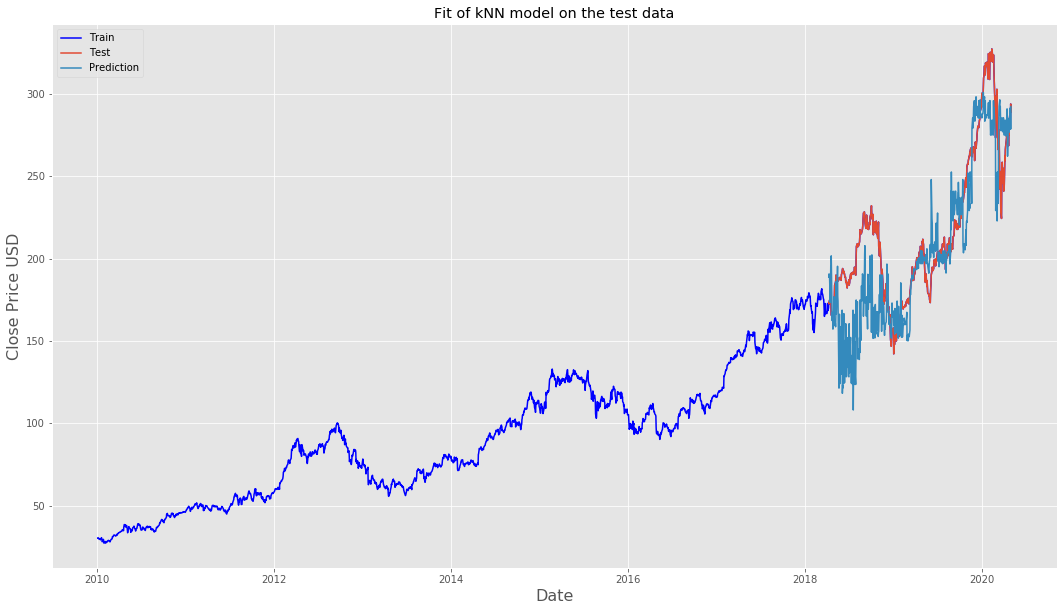 Fit of kNN model on the test data
Train
Test
Prediction
300
250
200
150
100
50
Close Price USD
2010 2012 2014 2016 2018 2020
Date